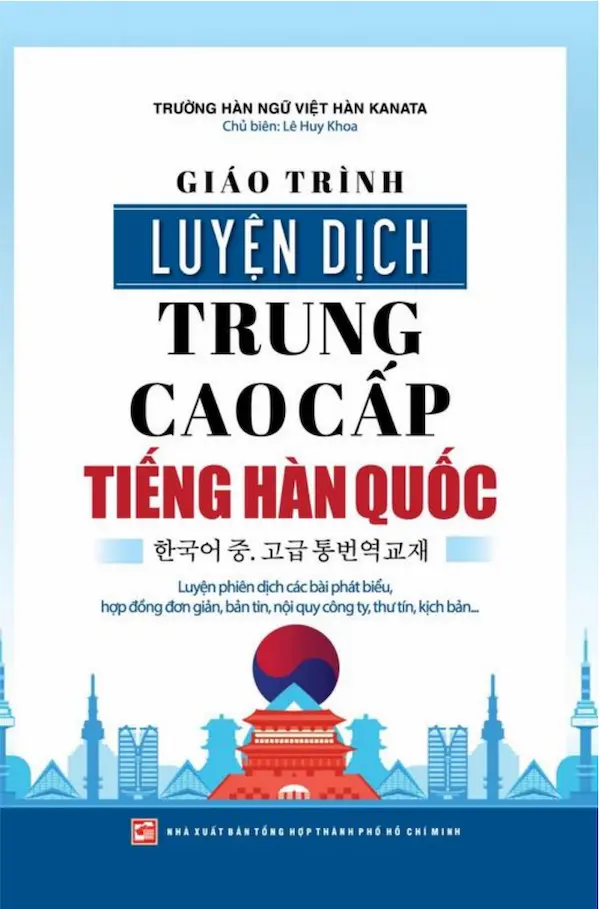 TRƯỜNG HÀN NGỮ VIỆT HÀN KANATA
Chủ biên: Lê Huy Khoa
GIÁO TRÌNH
LUYỆN DỊCH
TRUNG
CAO CẤP
TIẾNG HÀN QUỐC
한국어 중. 고급 통번역교재
Luyện phiên dịch các bài phát biểu,
hợp đồng đơn giản, bản tin, nội quy công ty, thư tín, kịch bản...
NHÀ XUẤT BẢN TỔNG HỢP THÀNH PHỐ HỒ CHÍ MINH